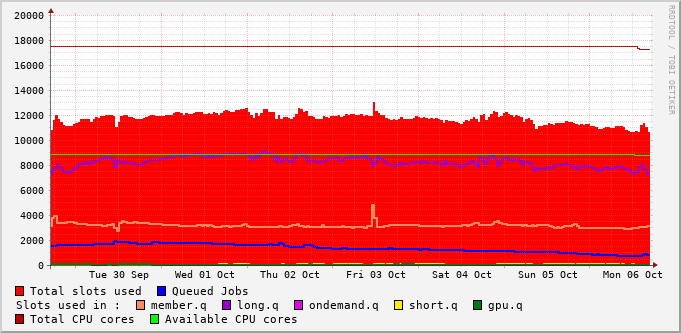 20000
18000
16000
14000
12000
10000
8000
6000
4000
2000
0
Tue 30 Sep Wed 01 Oct Thu 02 Oct Fri 03 Oct Sat 04 Oct Sun 05 Oct Mon 06 Oct
Total slots used Queued Jobs
Slots used in : member.q long.q ondemand.q short.q gpu.q
Total CPU cores Available CPU cores
RRDTOOL / TOBI OETIKER